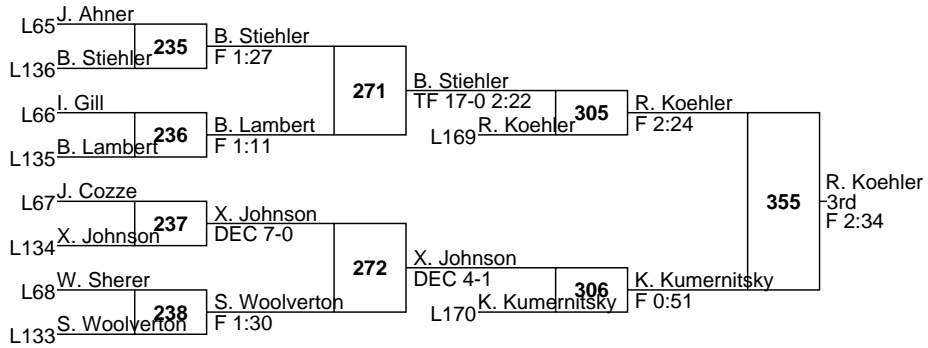 L65 J. Ahner
235
L136 B. Stiehler
B. Stiehler
F 1:27
L66 I. Gill
236
L135 B. Lambert
B. Lambert
F 1:11
271
B. Stiehler
TF 17-0 2:22
L169 R. Koehler
305
R. Koehler
F 2:24
L67 J. Cozze
237
L134 X. Johnson
X. Johnson
DEC 7-0
L68 W. Sherer
238
L133 S. Woolverton
S. Woolverton
F 1:30
272
X. Johnson
DEC 4-1
L170 K. Kumernitsky
306
K. Kumernitsky
F 0:51
355
R. Koehler
3rd
F 2:34